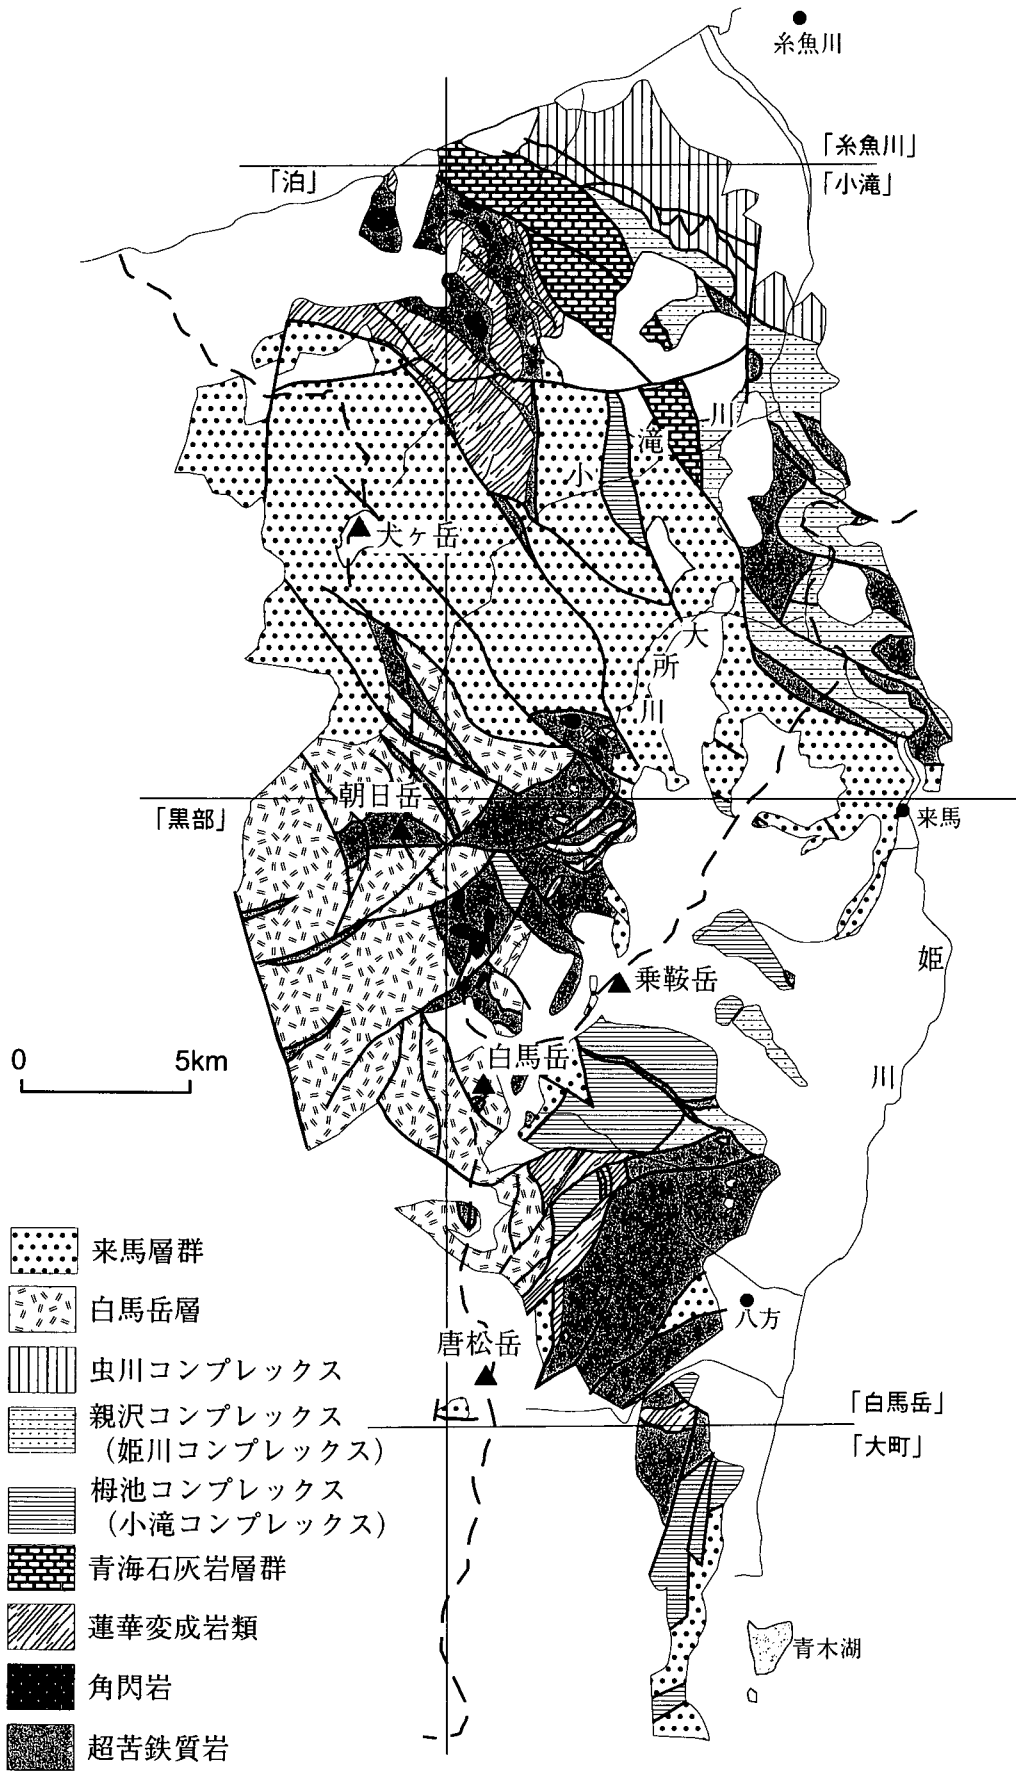 糸魚川
「糸魚川」
「泊」
「小滝」
川
滝
小
犬ヶ岳
大
所
川
朝日岳
「黒部」
来馬
姫
乗鞍岳
0 5km
白馬岳
川
来馬層群
白馬岳層
八方
唐松岳
虫川コンプレックス
「白馬岳」
親沢コンプレックス
(姫川コンプレックス)
「大町」
栂池コンプレックス
(小滝コンプレックス)
青海石灰岩層群
蓮華変成岩類
青木湖
角閃岩
超苦鉄質岩